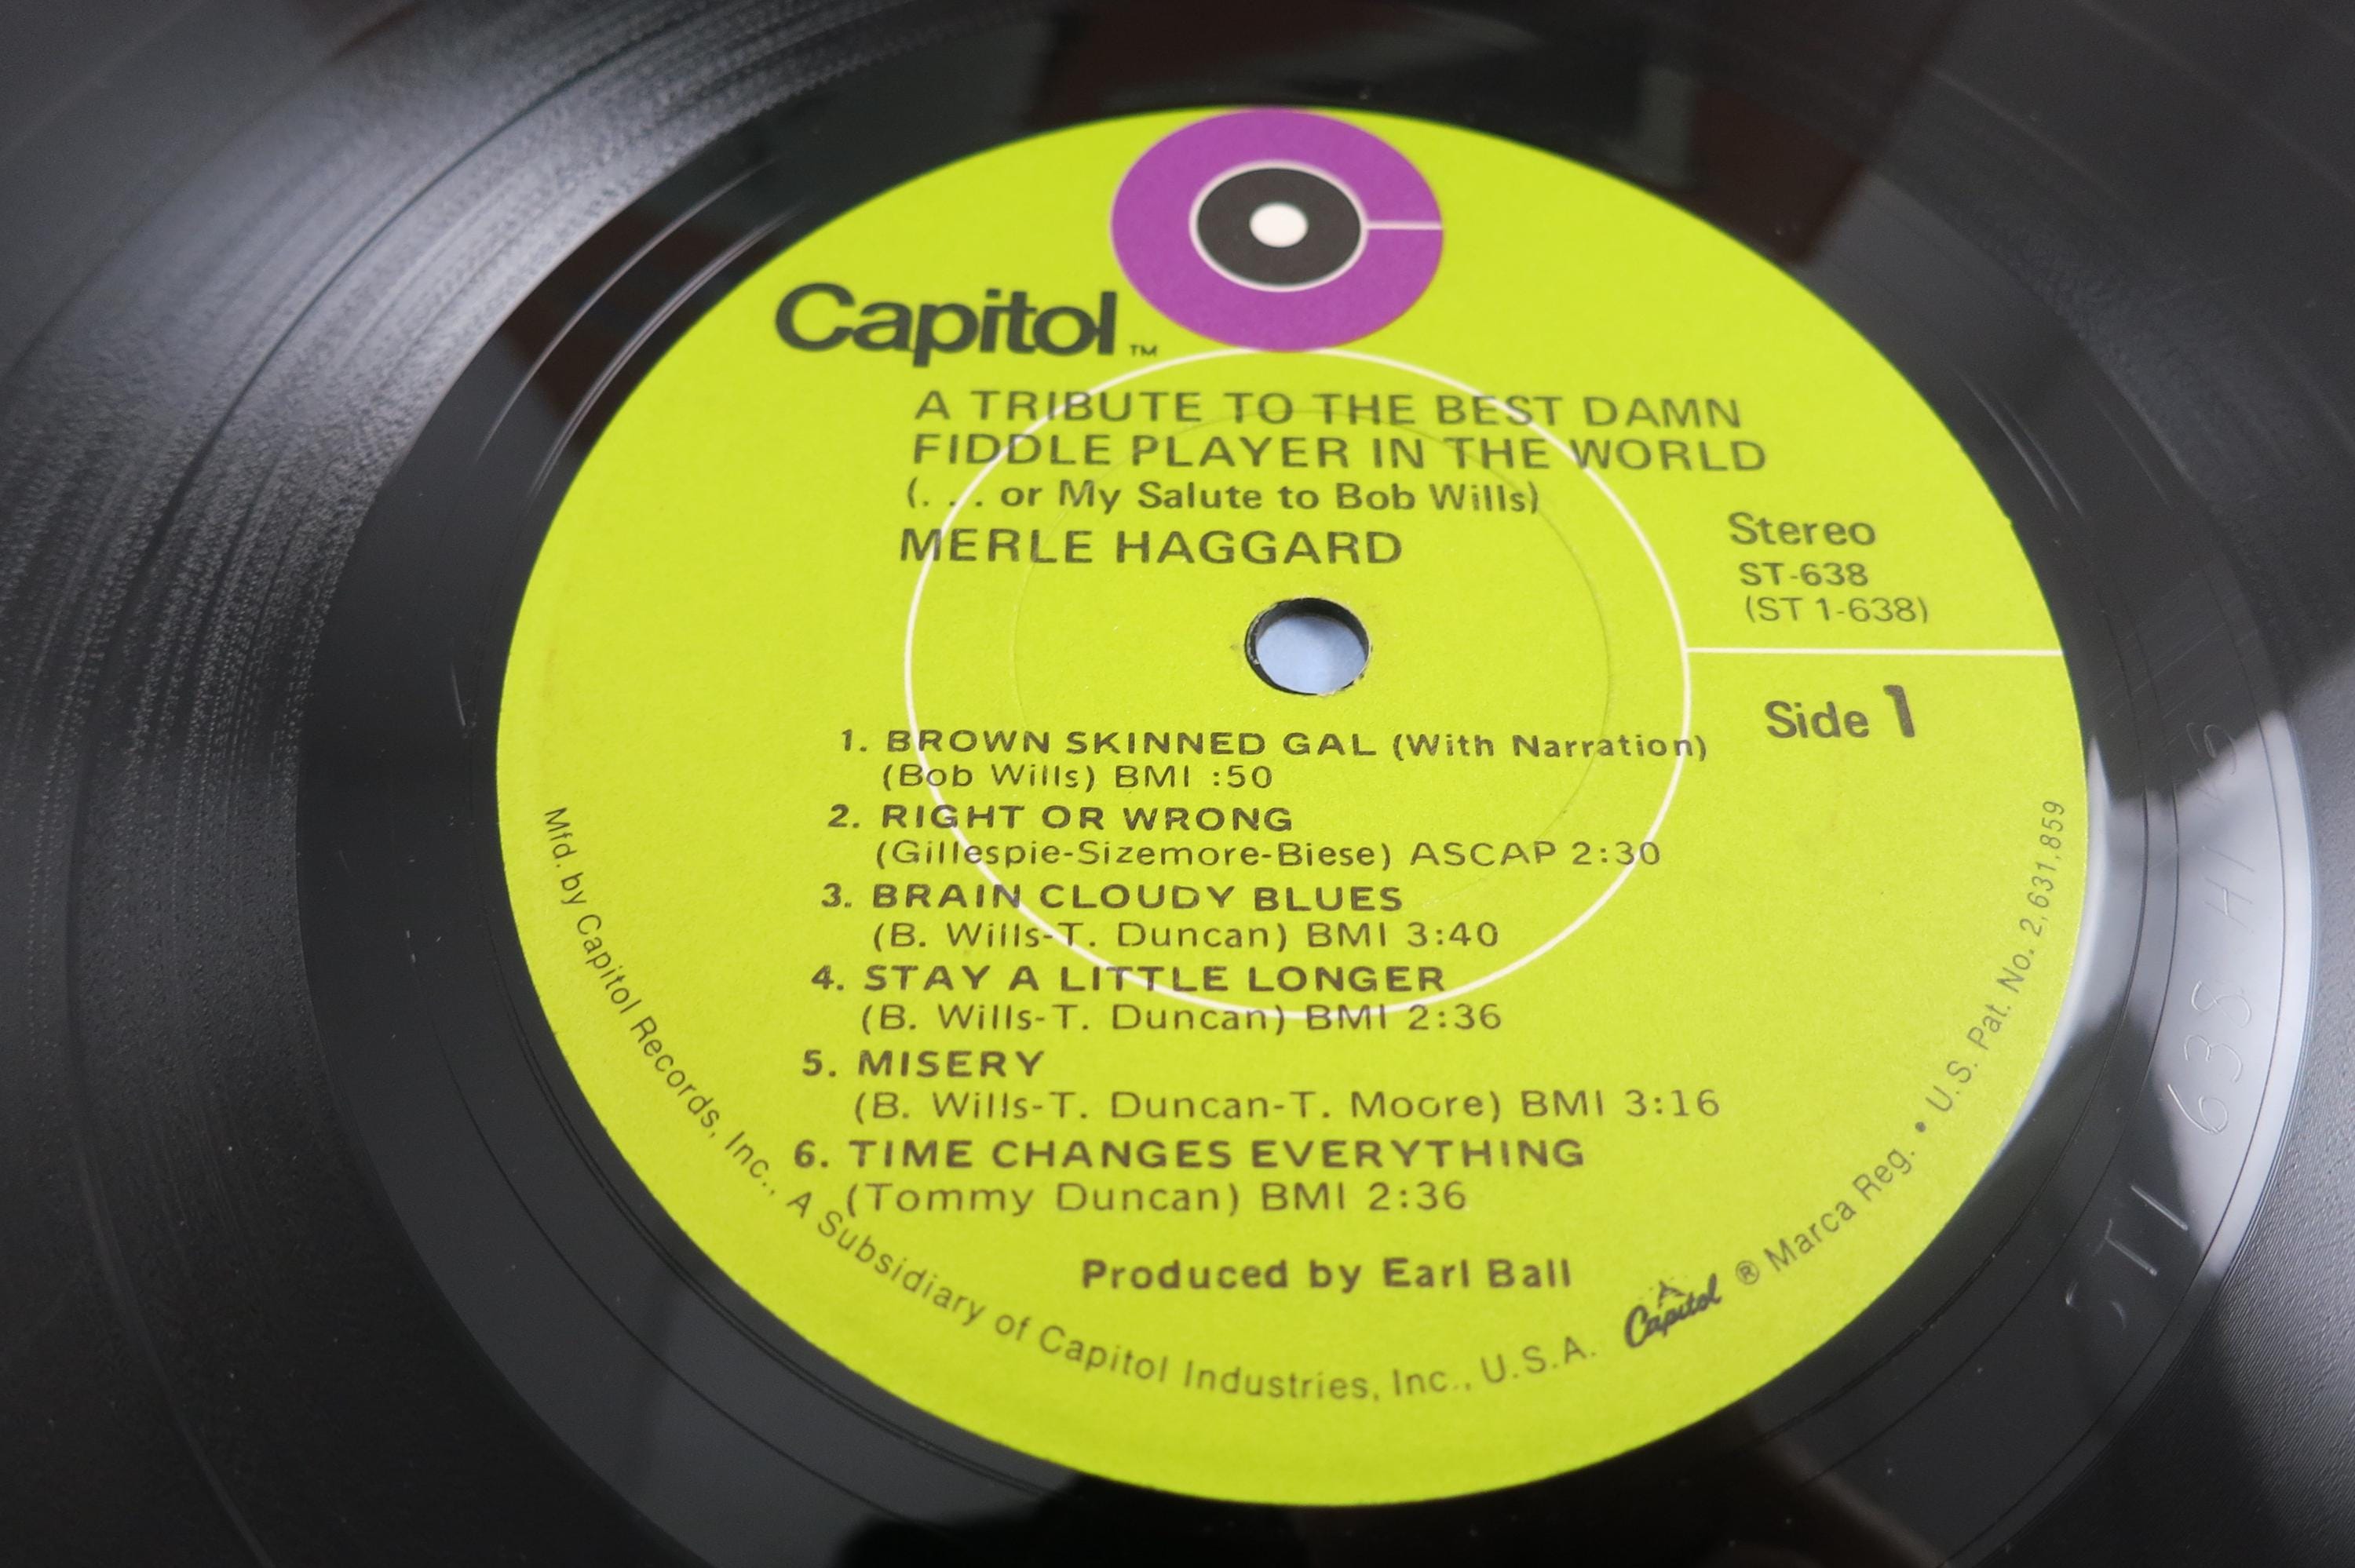 Capitol™
A TRIBUTE TO THE BEST DAMN
FIDDLE PLAYER IN THE WORLD
(. . . or My Salute to Bob Wills)
MERLE HAGGARD
Stereo
ST-638
(ST 1-638)
Side 1
1. BROWN SKINNED GAL (With Narration)
(Bob Wills) BMI :50
2. RIGHT OR WRONG
(Gillespie-Sizemore-Biese) ASCAP 2:30
3. BRAIN CLOUDY BLUES
(B. Wills-T. Duncan) BMI 3:40
4. STAY A LITTLE LONGER
(B. Wills-T. Duncan) BMI 2:36
5. MISERY
(B. Wills-T. Duncan-T. Moore) BMI 3:16
6. TIME CHANGES EVERYTHING
(Tommy Duncan) BMI 2:36
Produced by Earl Ball
Mfd. by Capitol Records, Inc., A Subsidiary of Capitol Industries, Inc., U.S.A. Capitol ® Marca Reg. • U.S. Pat. No. 2,631,859
ST1 638